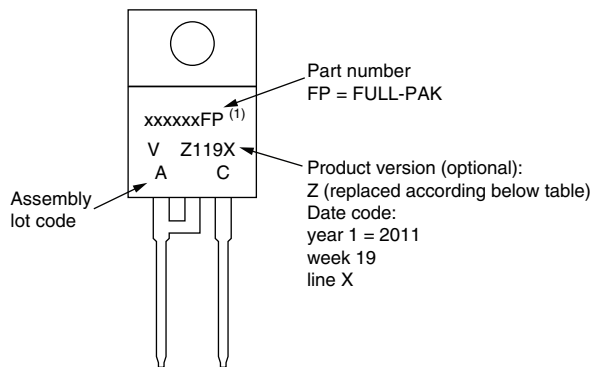 Part number
FP = FULL-PAK
xxxxxxFP (1)
V Z119X
A C
Assembly
lot code
Product version (optional):
Z (replaced according below table)
Date code:
year 1 = 2011
week 19
line X